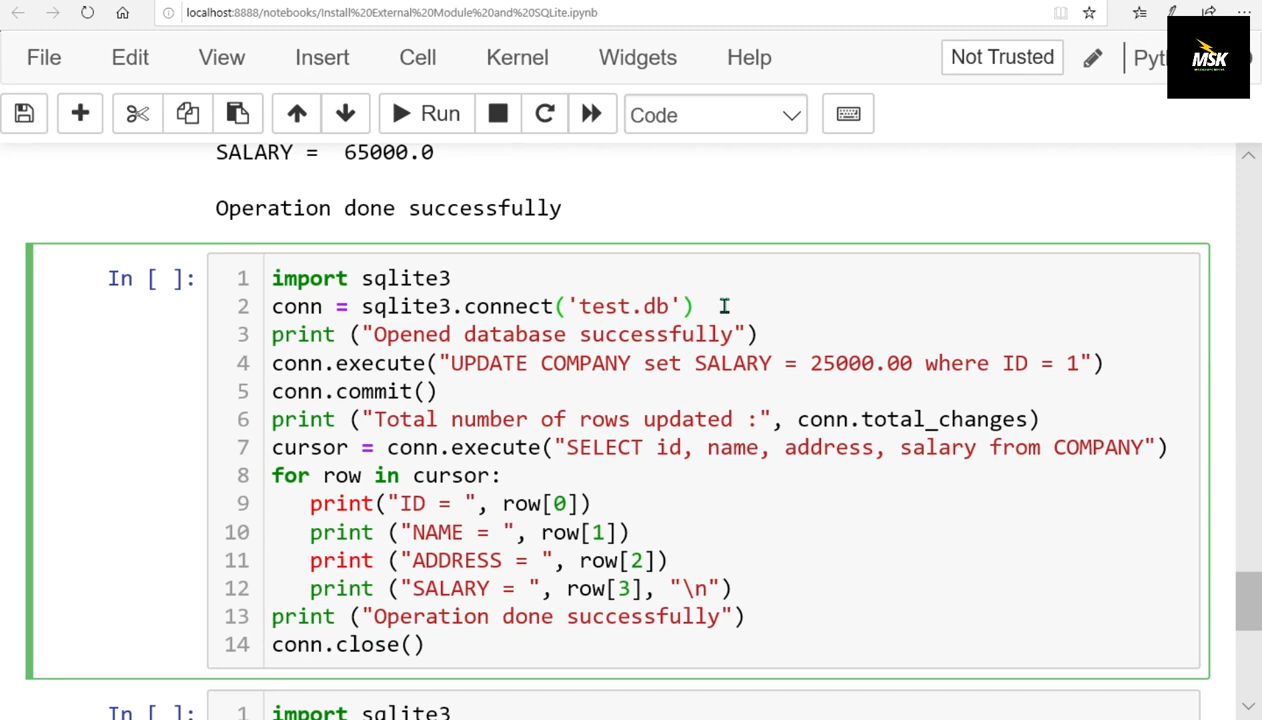 localhost:8888/notebooks/Install%20External%20Module%20and%20SQLite.ipynb
File Edit View Insert Cell Kernel Widgets Help Not Trusted Pyt
MSK
Run Code
SALARY =  65000.0
Operation done successfully
In [ ]:
1 import sqlite3
2 conn = sqlite3.connect('test.db')
3 print ("Opened database successfully")
4 conn.execute("UPDATE COMPANY set SALARY = 25000.00 where ID = 1")
5 conn.commit()
6 print ("Total number of rows updated :", conn.total_changes)
7 cursor = conn.execute("SELECT id, name, address, salary from COMPANY")
8 for row in cursor:
9    print("ID = ", row[0])
10    print ("NAME = ", row[1])
11    print ("ADDRESS = ", row[2])
12    print ("SALARY = ", row[3], "\n")
13 print ("Operation done successfully")
14 conn.close()
In [ ]:
1 import sqlite3